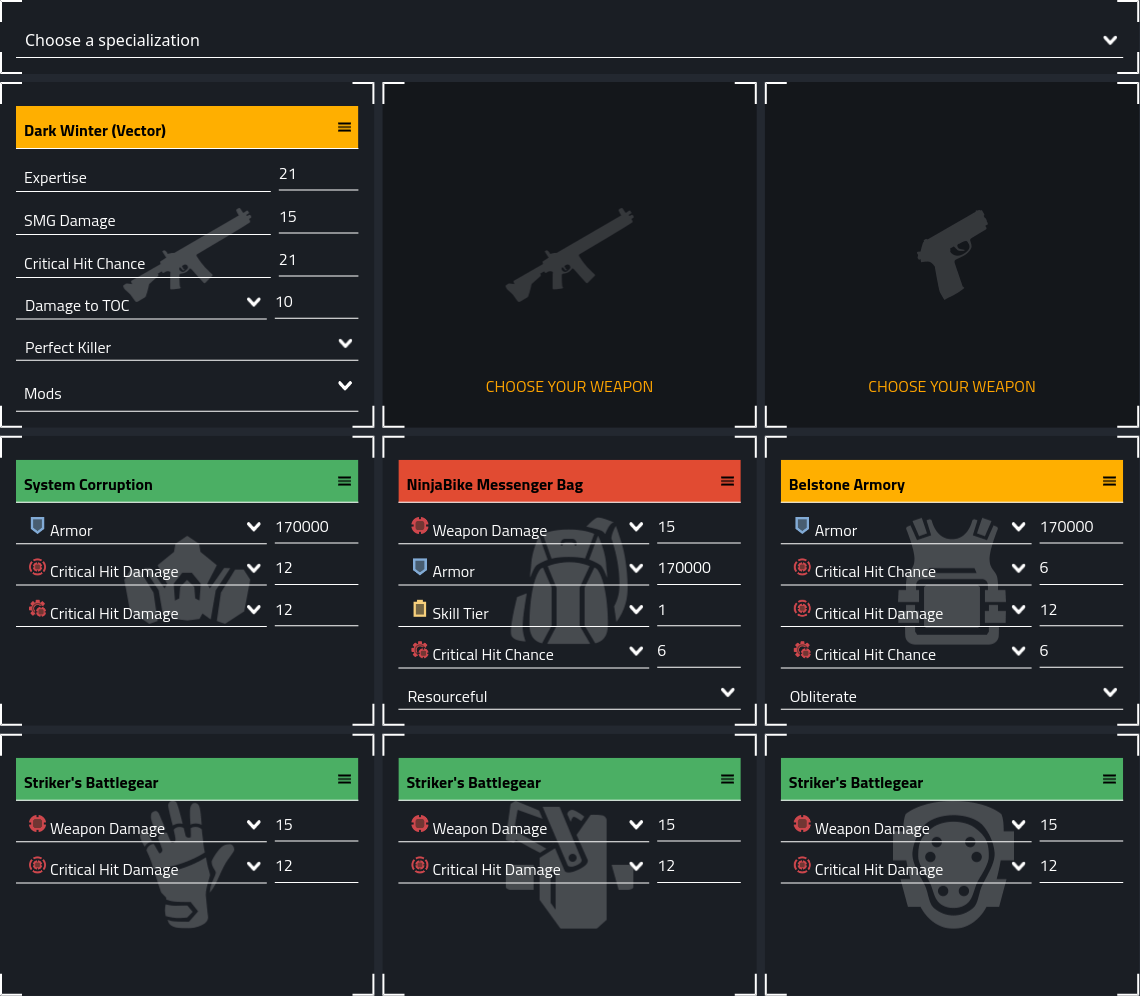 Choose a specialization
Dark Winter (Vector)
Expertise 21
SMG Damage 15
Critical Hit Chance 21
Damage to TOC 10
Perfect Killer
Mods
CHOOSE YOUR WEAPON
CHOOSE YOUR WEAPON
System Corruption
Armor 170000
Critical Hit Damage 12
Critical Hit Damage 12
NinjaBike Messenger Bag
Weapon Damage 15
Armor 170000
Skill Tier 1
Critical Hit Chance 6
Resourceful
Belstone Armory
Armor 170000
Critical Hit Chance 6
Critical Hit Damage 12
Critical Hit Chance 6
Obliterate
Striker's Battlegear
Weapon Damage 15
Critical Hit Damage 12
Striker's Battlegear
Weapon Damage 15
Critical Hit Damage 12
Striker's Battlegear
Weapon Damage 15
Critical Hit Damage 12